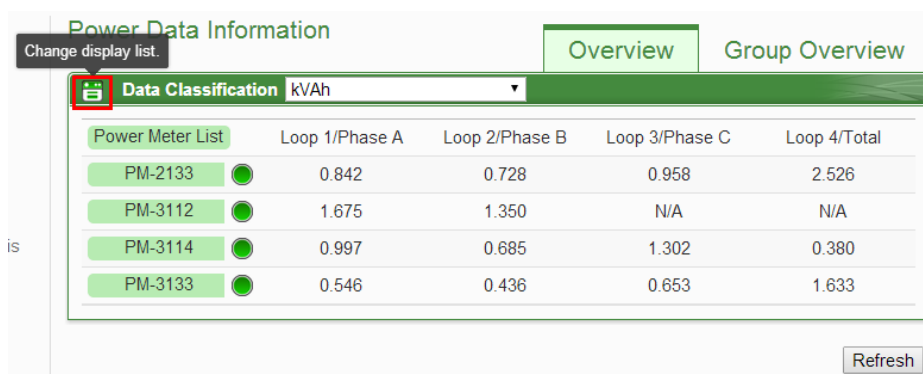 Power Data Information
Change display list.
Overview Group Overview
Data Classification kVAh
Power Meter List Loop 1/Phase A Loop 2/Phase B Loop 3/Phase C Loop 4/Total
PM-2133 0.842 0.728 0.958 2.526
PM-3112 1.675 1.350 N/A N/A
is
PM-3114 0.997 0.685 1.302 0.380
PM-3133 0.546 0.436 0.653 1.633
Refresh